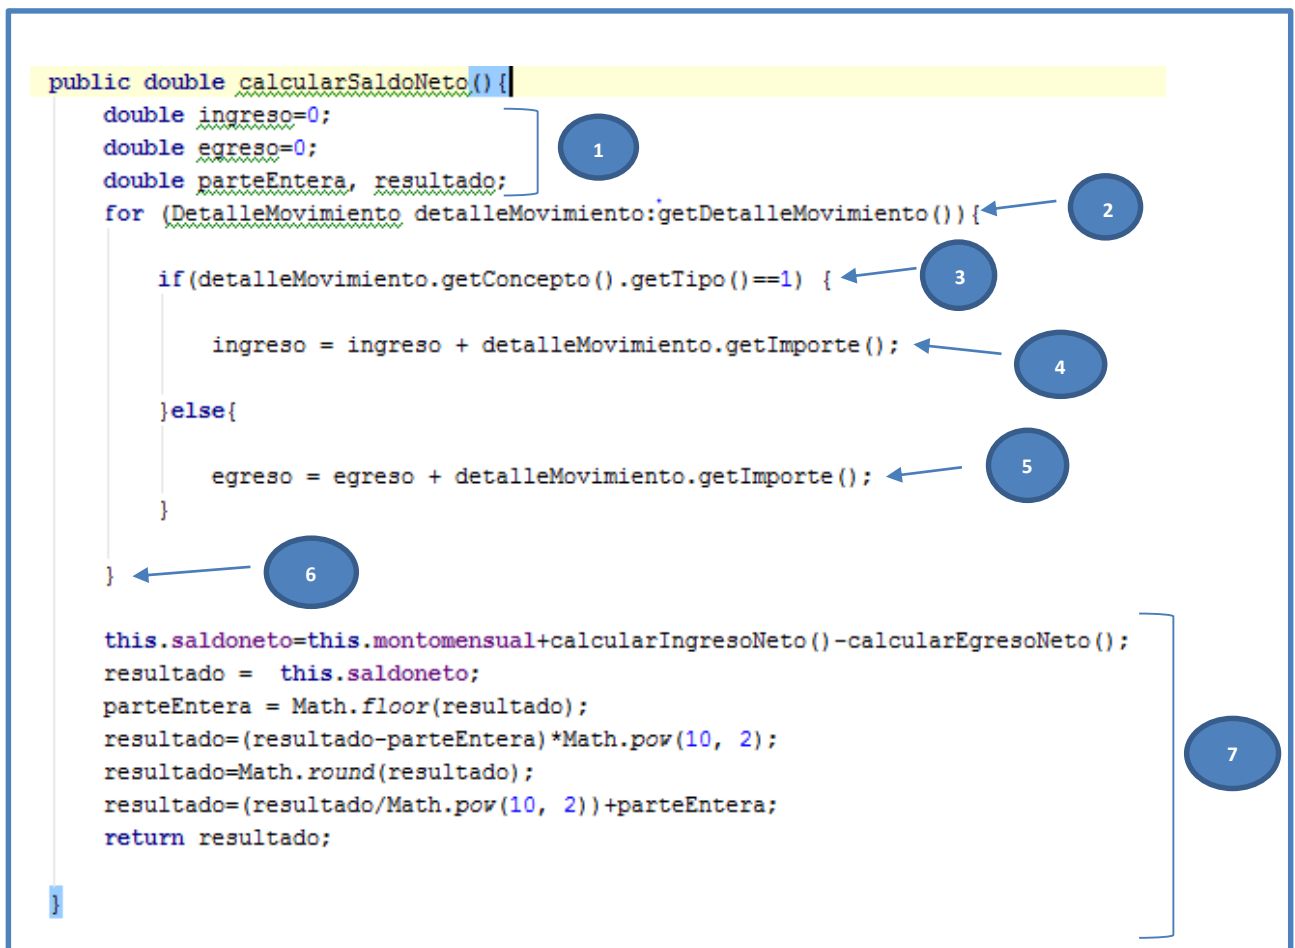 public double calcularSaldoNeto(){
double ingreso=0;
double egreso=0;
1
double parteEntera, resultado;
for (DetalleMovimiento detalleMovimiento:getDetalleMovimiento()){
2
if(detalleMovimiento.getConcepto().getTipo()==1) {
3
ingreso = ingreso + detalleMovimiento.getImporte();
4
}else{
egreso = egreso + detalleMovimiento.getImporte();
5
}
}
6
this.saldoneto=this.montomensual+calcularIngresoNeto()-calcularEgresoNeto();
resultado =  this.saldoneto;
parteEntera = Math.floor(resultado);
resultado=(resultado-parteEntera)*Math.pow(10, 2);
7
resultado=Math.round(resultado);
resultado=(resultado/Math.pow(10, 2))+parteEntera;
return resultado;
}